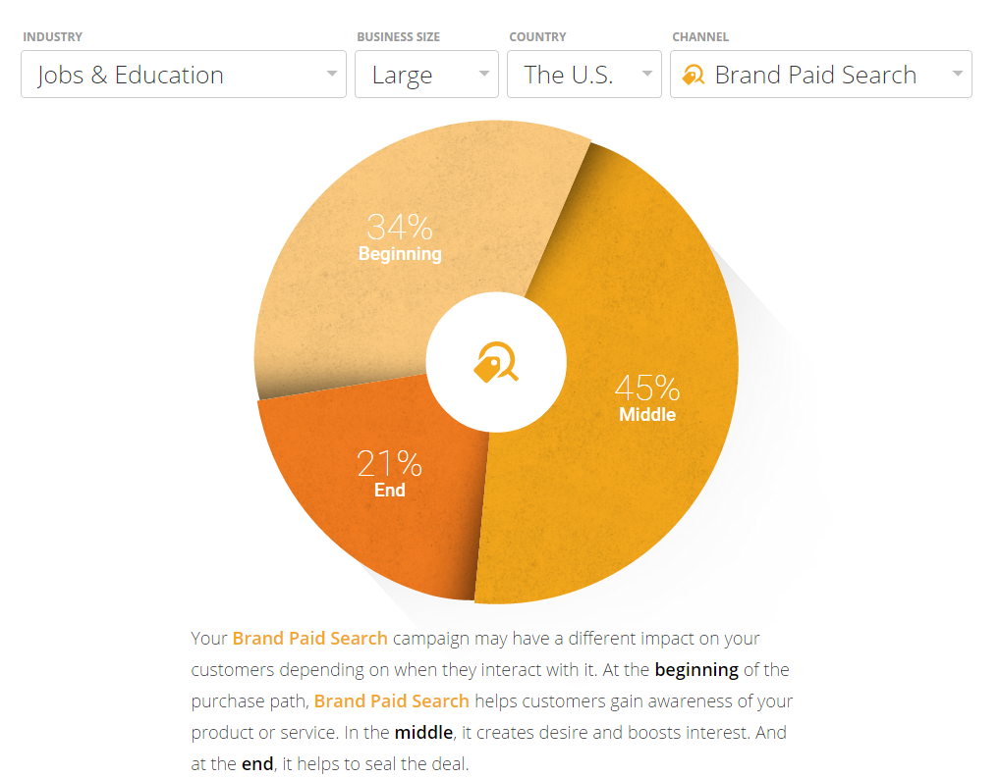 INDUSTRY
BUSINESS SIZE
COUNTRY
CHANNEL
Jobs & Education
Large
The U.S.
Brand Paid Search
34%
Beginning
45%
Middle
21%
End
Your Brand Paid Search campaign may have a different impact on your
customers depending on when they interact with it. At the beginning of the
purchase path, Brand Paid Search helps customers gain awareness of your
product or service. In the middle, it creates desire and boosts interest. And
at the end, it helps to seal the deal.